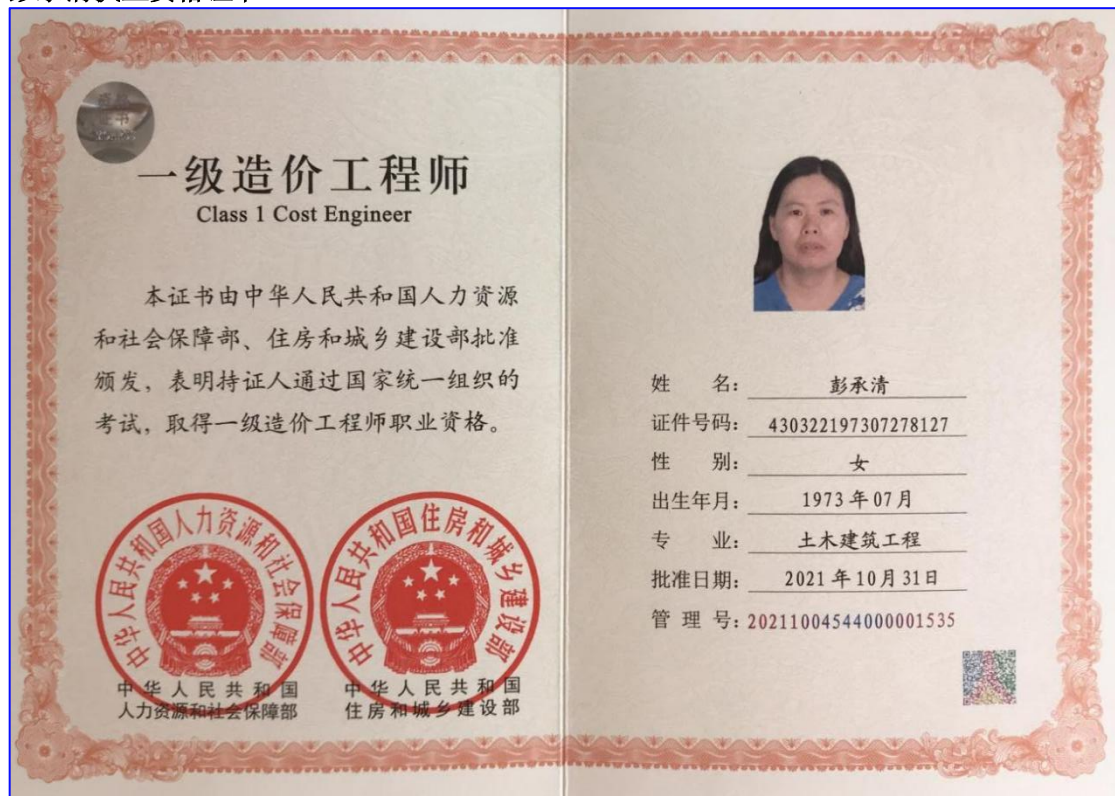 一级造价工程师
Class 1 Cost Engineer
本证书由中华人民共和国人力资源
和社会保障部、住房和城乡建设部批准
颁发，表明持证人通过国家统一组织的
考试，取得一级造价工程师职业资格。
中华人民共和国人力资源和社会保障部
中华人民共和国住房和城乡建设部
中华人民共和国
人力资源和社会保障部
中华人民共和国
住房和城乡建设部
姓 名： 彭承清
证件号码： 430322197307278127
性 别： 女
出生年月： 1973年07月
专 业： 土木建筑工程
批准日期： 2021年10月31日
管 理 号：20211004544000001535